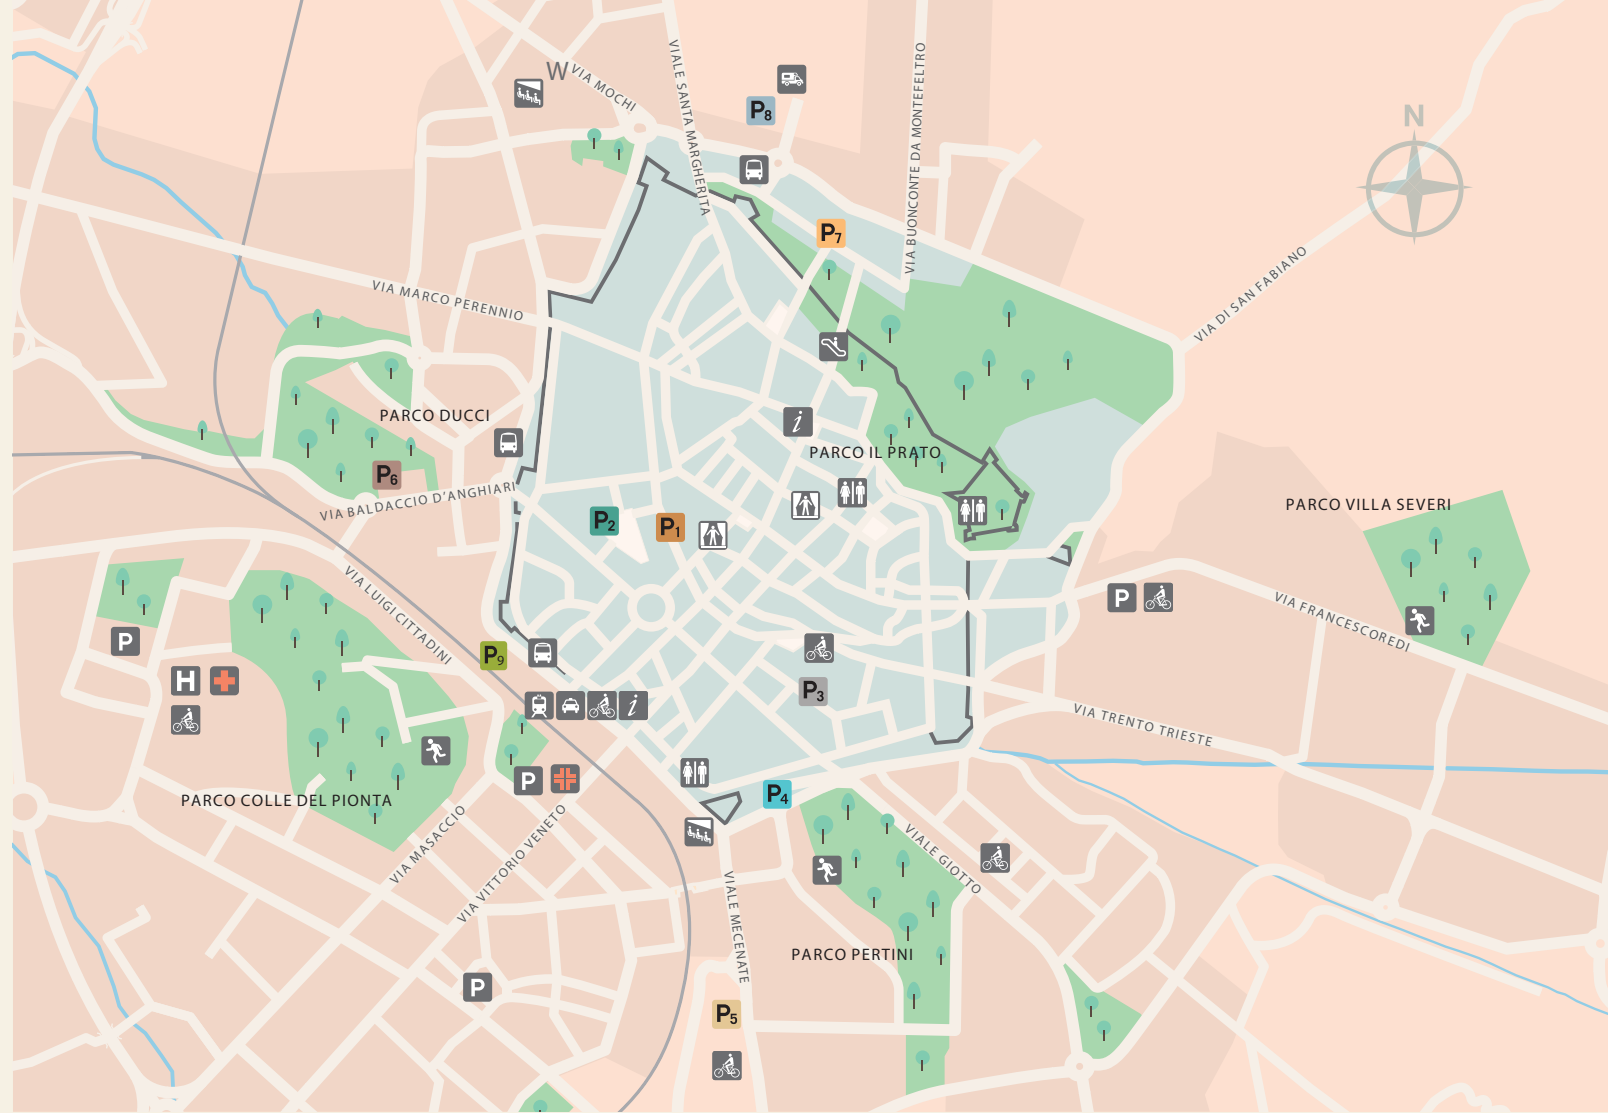 W
VIA MOCHI
VIALE SANTA MARGHERITA
P8
VIA BUONCONTE DA MONTEFELTRO
N
P7
VIA DI SAN FABIANO
VIA MARCO PERENNIO
PARCO DUCCI
i
PARCO IL PRATO
P6
VIA BALDACCIO D'ANGHIARI
PARCO VILLA SEVERI
P2
P1
VIA LUIGI CITTADINI
P
VIA FRANCESCOREDI
P
P9
H
P3
i
VIA TRENTO TRIESTE
P
P4
PARCO COLLE DEL PIONTA
VIA MASACCIO
VIA VITTORIO VENETO
VIALE GIOTTO
VIALE MECENATE
PARCO PERTINI
P
P5